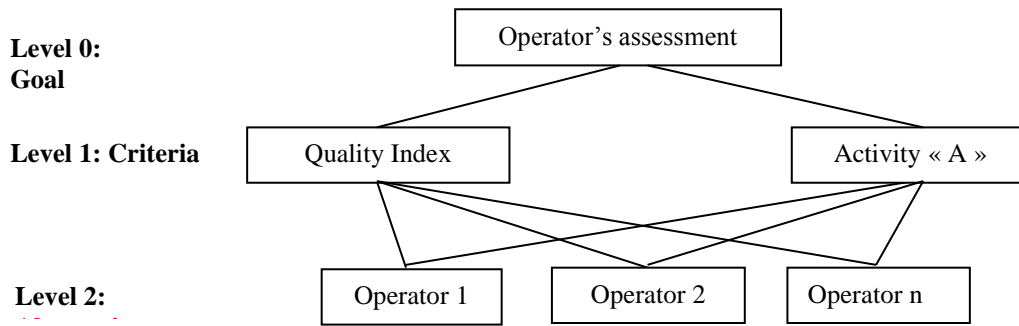 Operator’s assessment
Level 0:
Goal
Level 1: Criteria
Quality Index
Activity « A »
Operator 1
Operator 2
Operator n
Level 2: